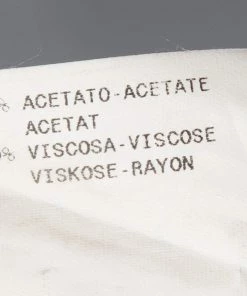 % ACETATO-ACETATE
ACETAT
% VISCOSA-VISCOSE
VISKOSE-RAYON